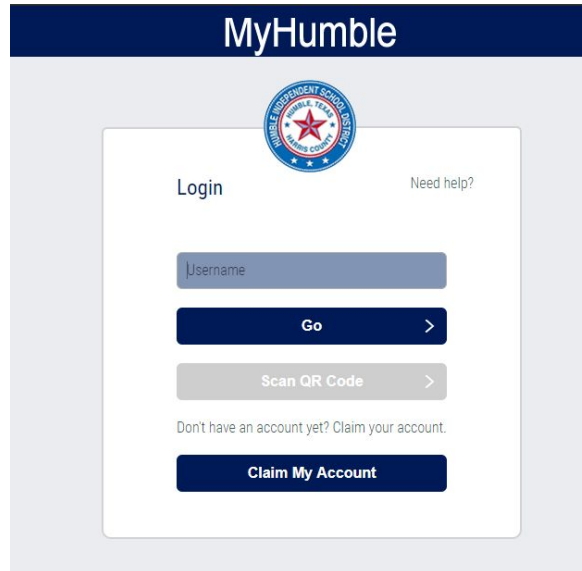 MyHumble
HUMBLE INDEPENDENT SCHOOL DISTRICT
HUMBLE, TEXAS
HARRIS COUNTY
Login
Need help?
Username
Go
Scan QR Code
Don't have an account yet? Claim your account.
Claim My Account